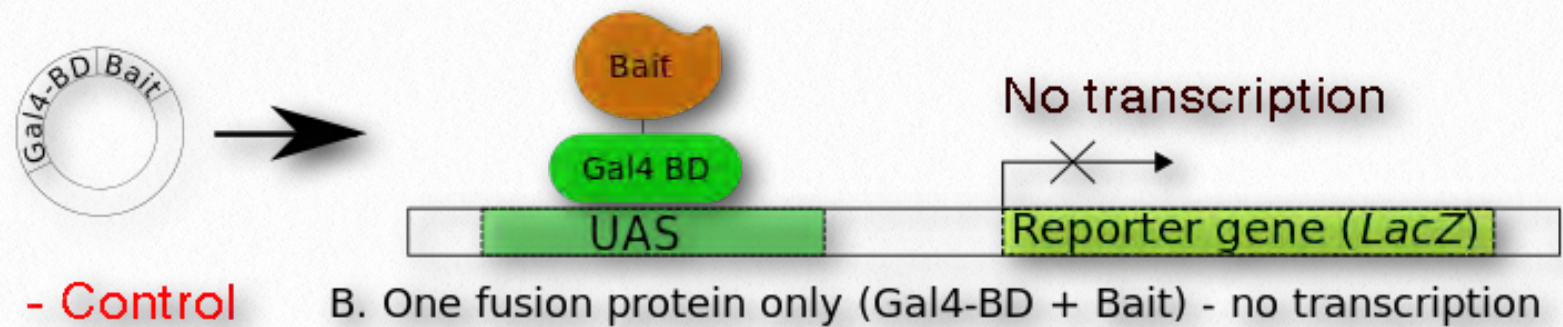 Gal4-BD Bait
Bait
No transcription
Gal4 BD
UAS
Reporter gene (LacZ)
- Control
B. One fusion protein only (Gal4-BD + Bait) - no transcription